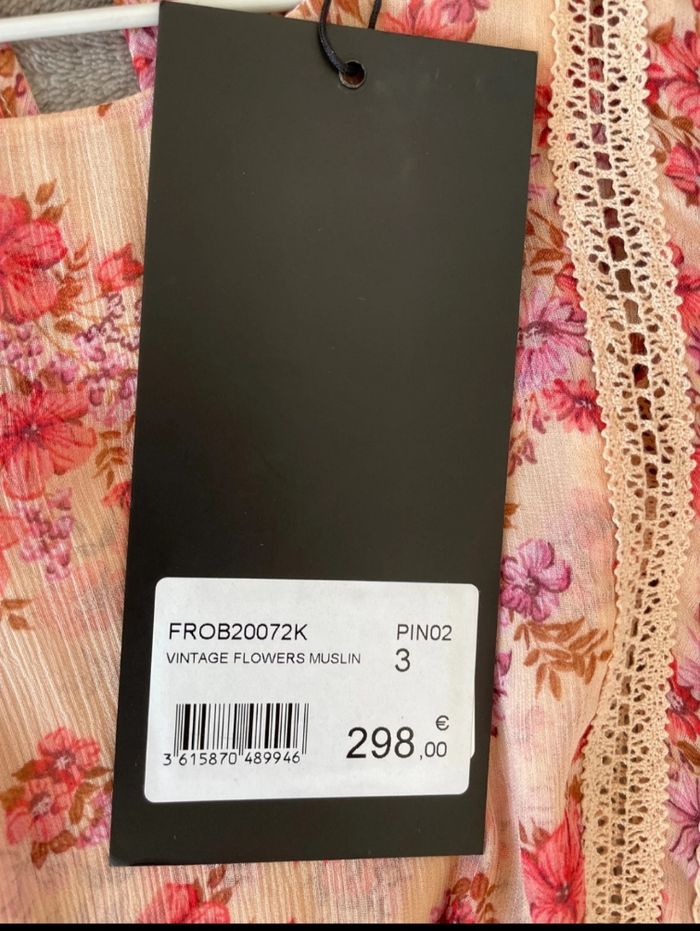 FROB20072K PIN02
VINTAGE FLOWERS MUSLIN 3
€
298,00
3 615870 489946